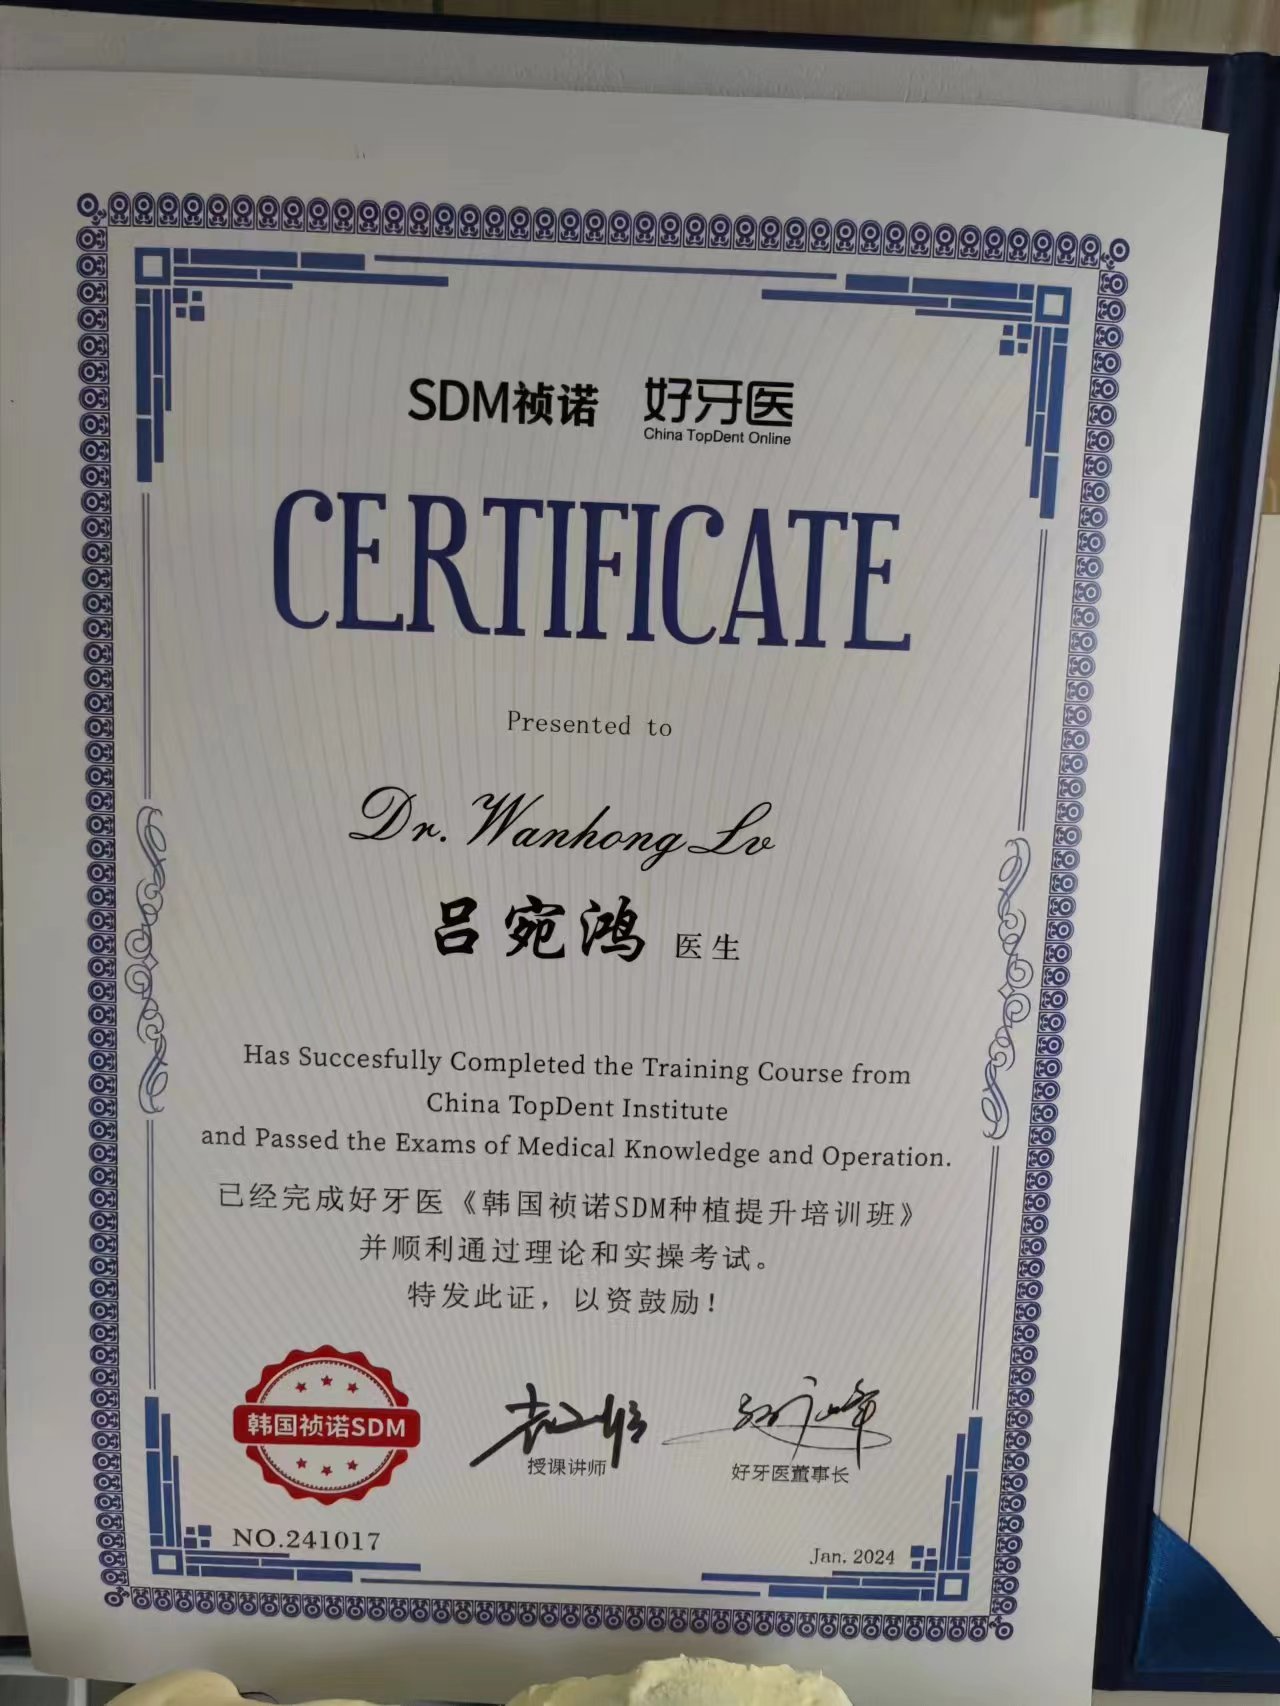 SDM祯诺 好牙医
China TopDent Online
CERTIFICATE
Presented to
Dr. Wanhong Lv
吕宛鸿 医生
Has Succesfully Completed the Training Course from
China TopDent Institute
and Passed the Exams of Medical Knowledge and Operation.
已经完成好牙医《韩国祯诺SDM种植提升培训班》
并顺利通过理论和实操考试。
特发此证，以资鼓励！
韩国祯诺SDM
授课讲师
好牙医董事长
NO.241017
Jan. 2024